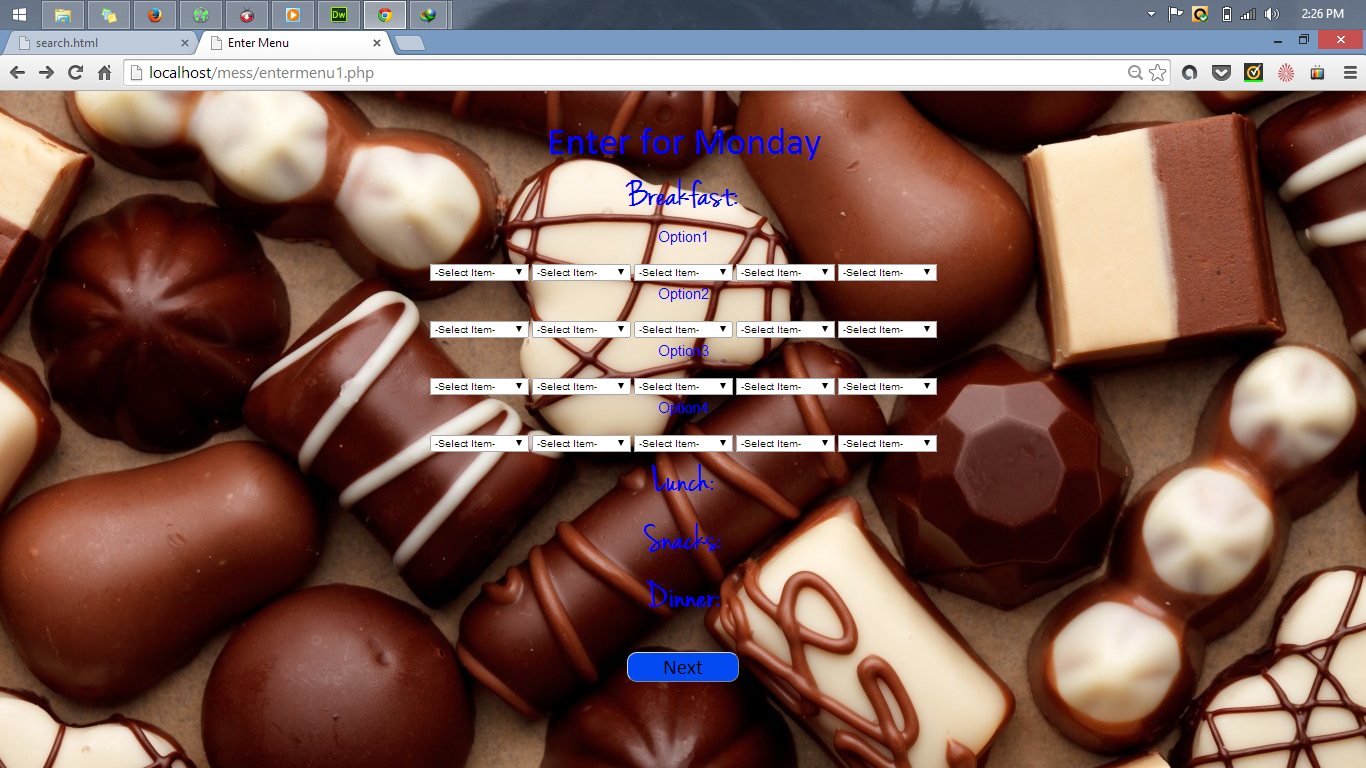 2:26 PM
search.html
Enter Menu
localhost/mess/entermenu1.php
Enter for Monday
Breakfast:
Option1
-Select Item- -Select Item- -Select Item- -Select Item- -Select Item-
Option2
-Select Item- -Select Item- -Select Item- -Select Item- -Select Item-
Option3
-Select Item- -Select Item- -Select Item- -Select Item- -Select Item-
Option4
-Select Item- -Select Item- -Select Item- -Select Item- -Select Item-
Lunch:
Snacks:
Dinner:
Next